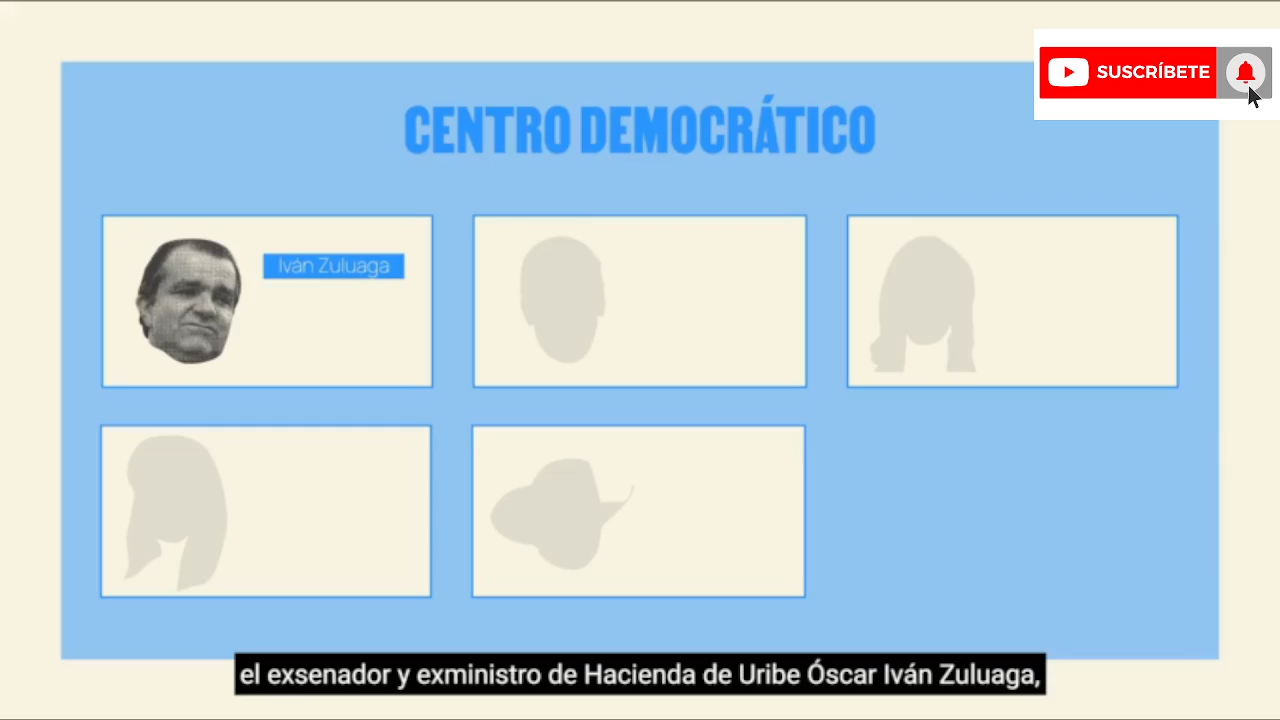 SUSCRÍBETE
CENTRO DEMOCRÁTICO
Iván Zuluaga
el exsenador y exministro de Hacienda de Uribe Óscar Iván Zuluaga,